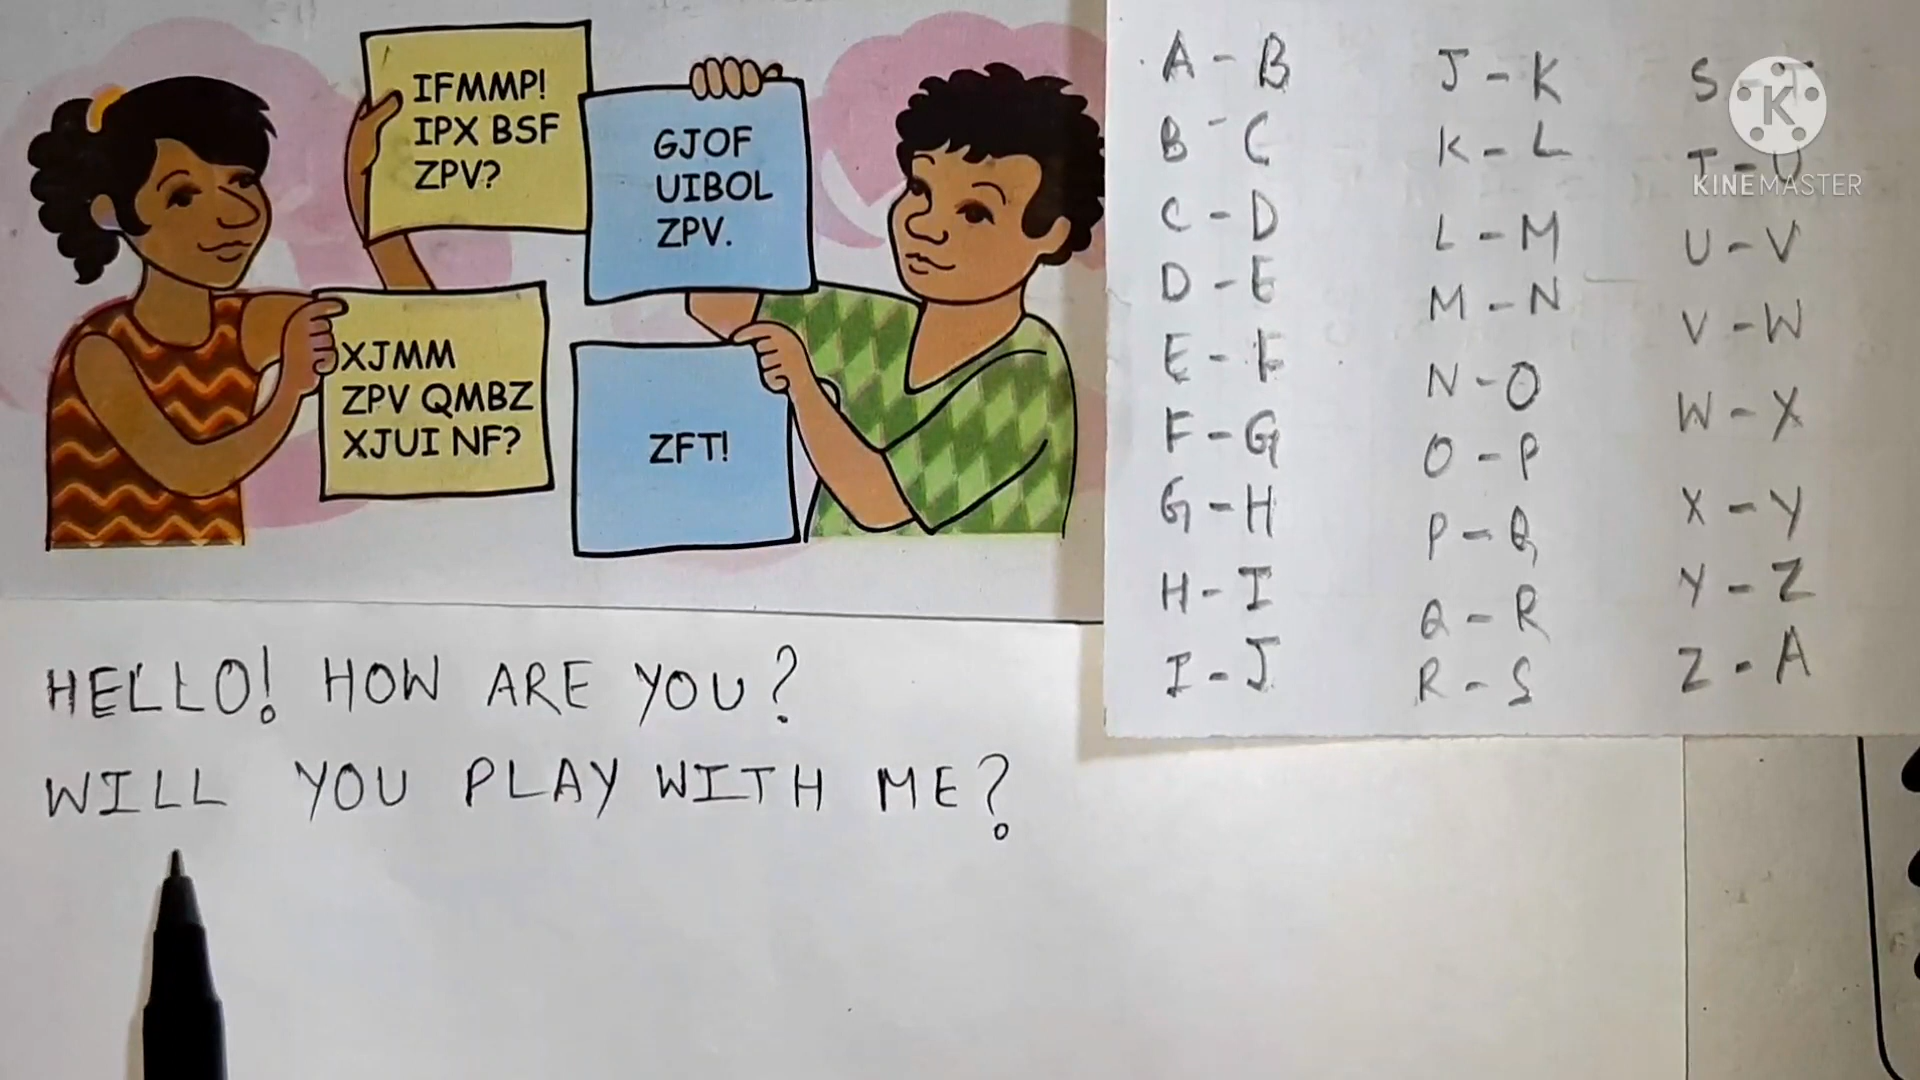 IFMMP!
IPX BSF
ZPV?
GJOF
UIBOL
ZPV.
XJMM
ZPV QMBZ
XJUI NF?
ZFT!
HELLO! HOW ARE YOU?
WILL YOU PLAY WITH ME?
A - B
B - C
C - D
D - E
E - F
F - G
G - H
H - I
I - J
J - K
K - L
L - M
M - N
N - O
O - P
P - Q
Q - R
R - S
S - T
T - U
U - V
V - W
W - X
X - Y
Y - Z
Z - A
K
KINEMASTER